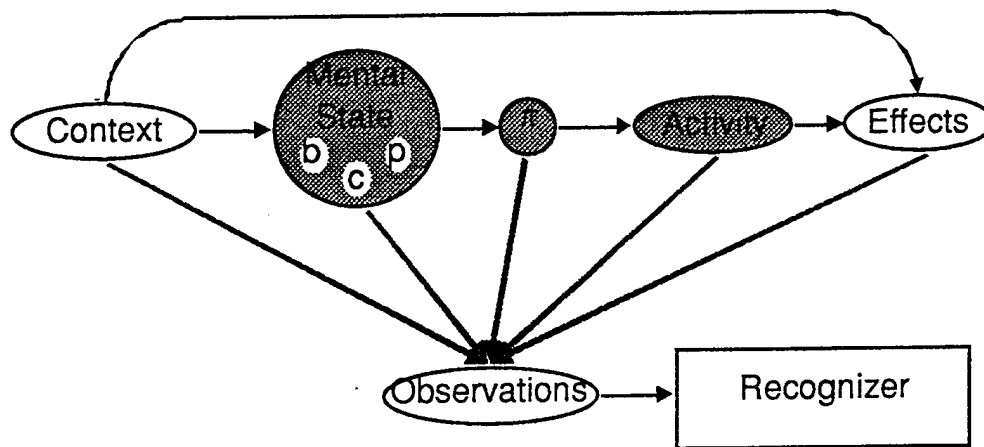 Mental
Context
State
Activity
Effects
b
c
p
Observations
Recognizer